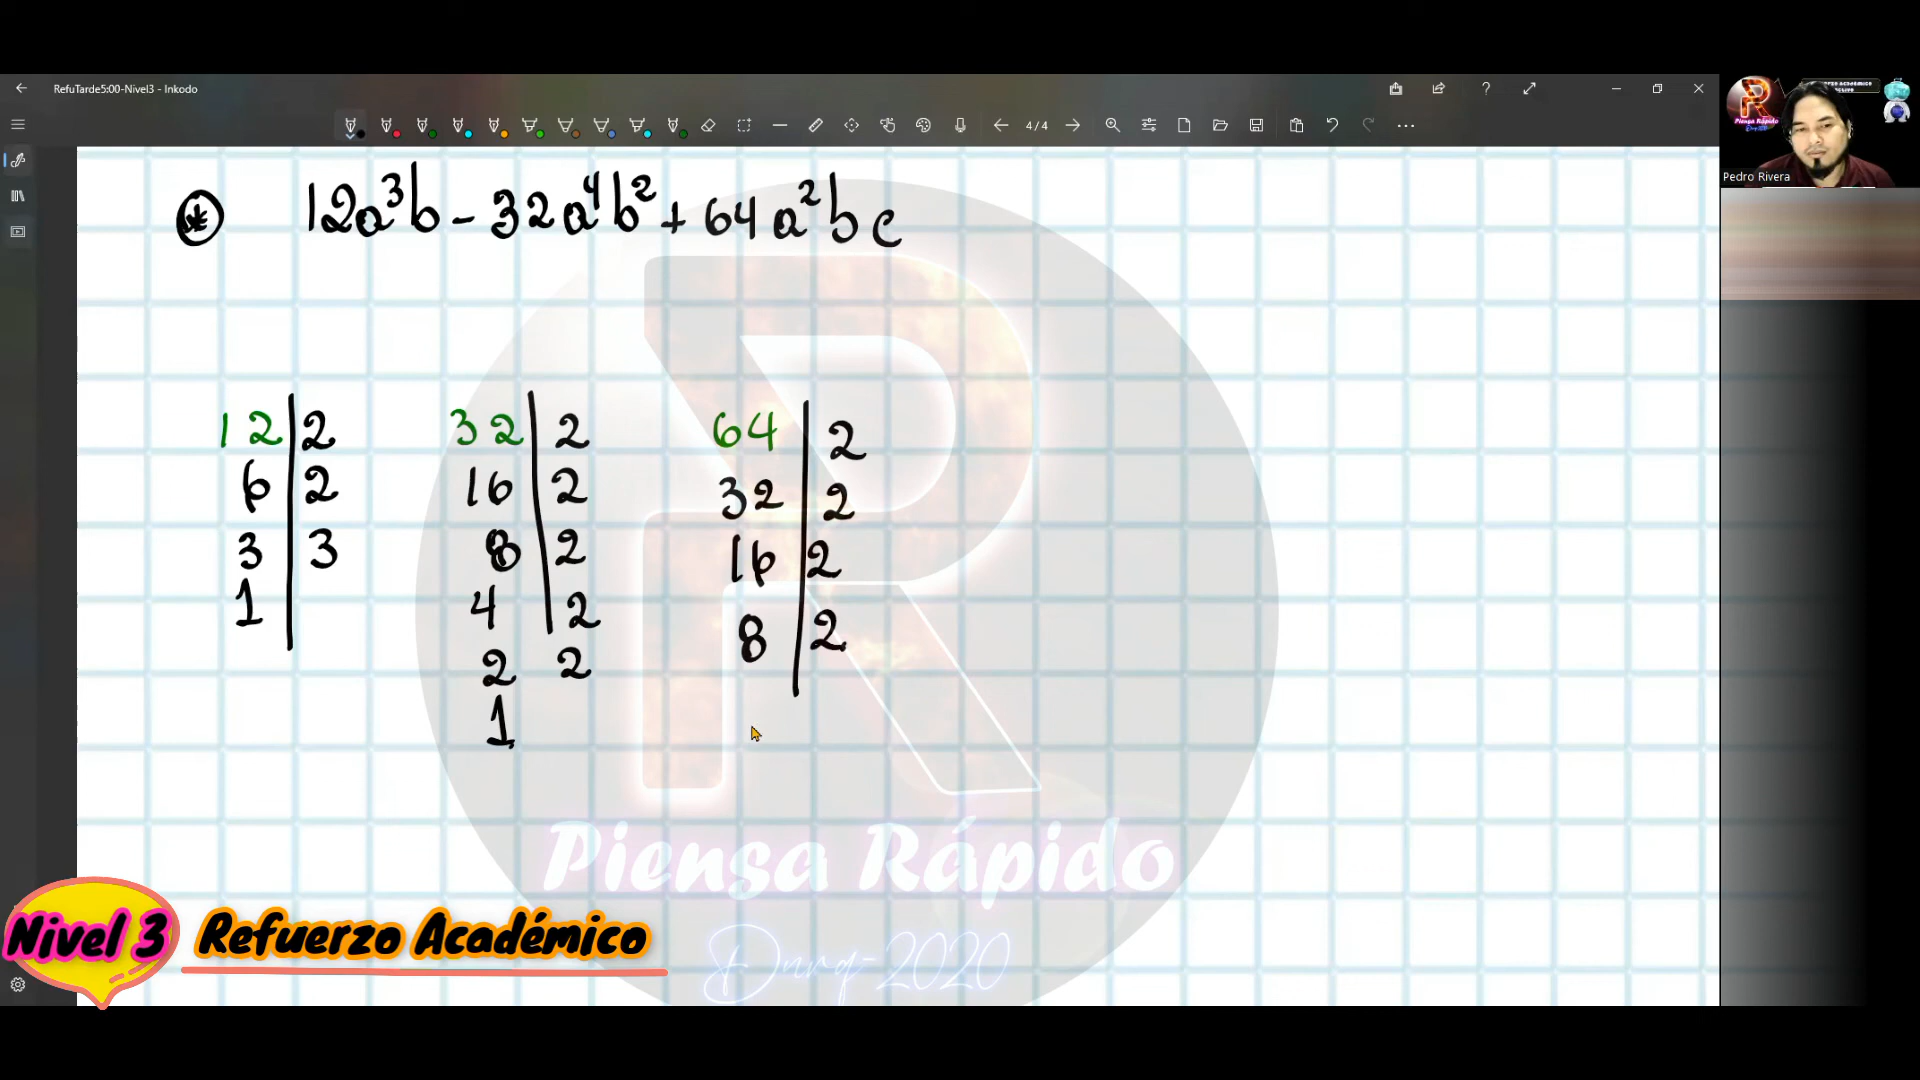 RefuTarde5:00-Nivel3 - Inkodo
4/4
Pedro Rivera
12a³b - 32a⁴b² + 64a²bc
12 | 2
6 | 2
3 | 3
1
32 | 2
16 | 2
8 | 2
4 | 2
2 2
1
64 | 2
32 | 2
16 | 2
8 | 2
Piensa Rápido
Dnrq-2020
Nivel 3 Refuerzo Académico